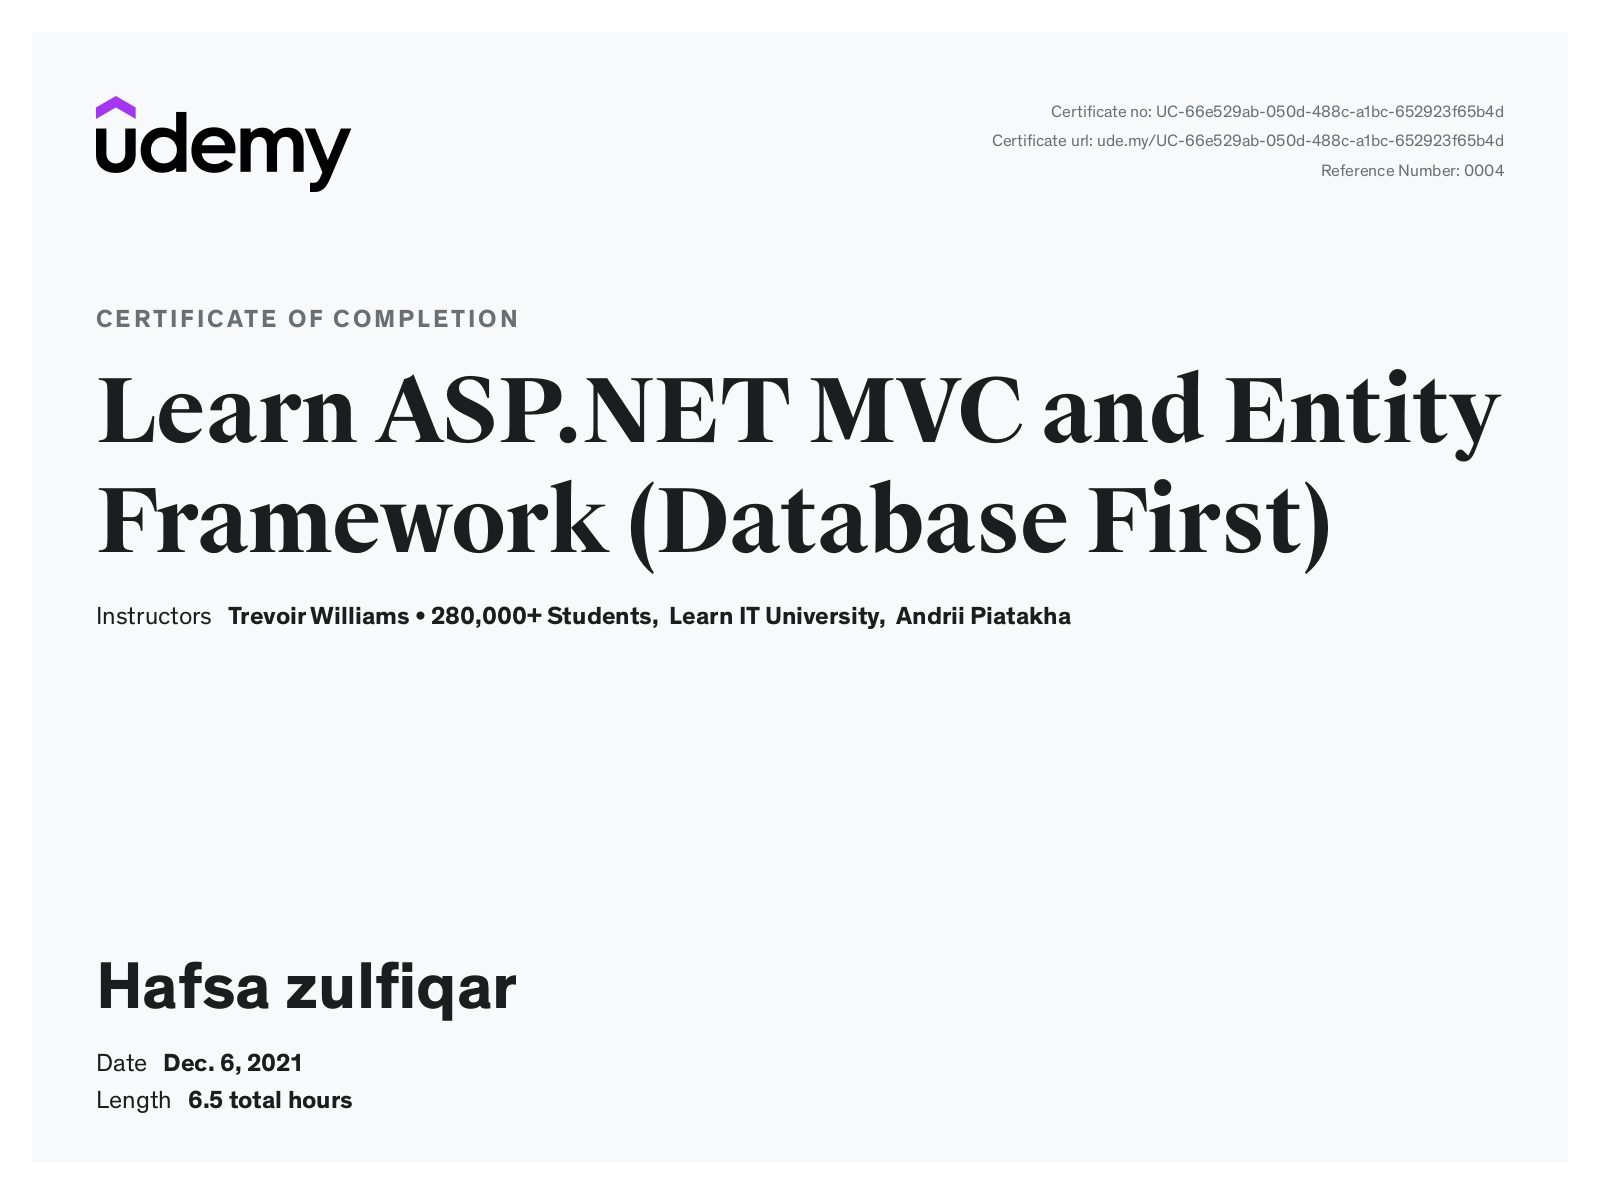 udemy
Certificate no: UC-66e529ab-050d-488c-a1bc-652923f65b4d
Certificate url: ude.my/UC-66e529ab-050d-488c-a1bc-652923f65b4d
Reference Number: 0004
CERTIFICATE OF COMPLETION
Learn ASP.NET MVC and Entity
Framework (Database First)
Instructors Trevoir Williams • 280,000+ Students, Learn IT University, Andrii Piatakha
Hafsa zulfiqar
Date Dec. 6, 2021
Length 6.5 total hours